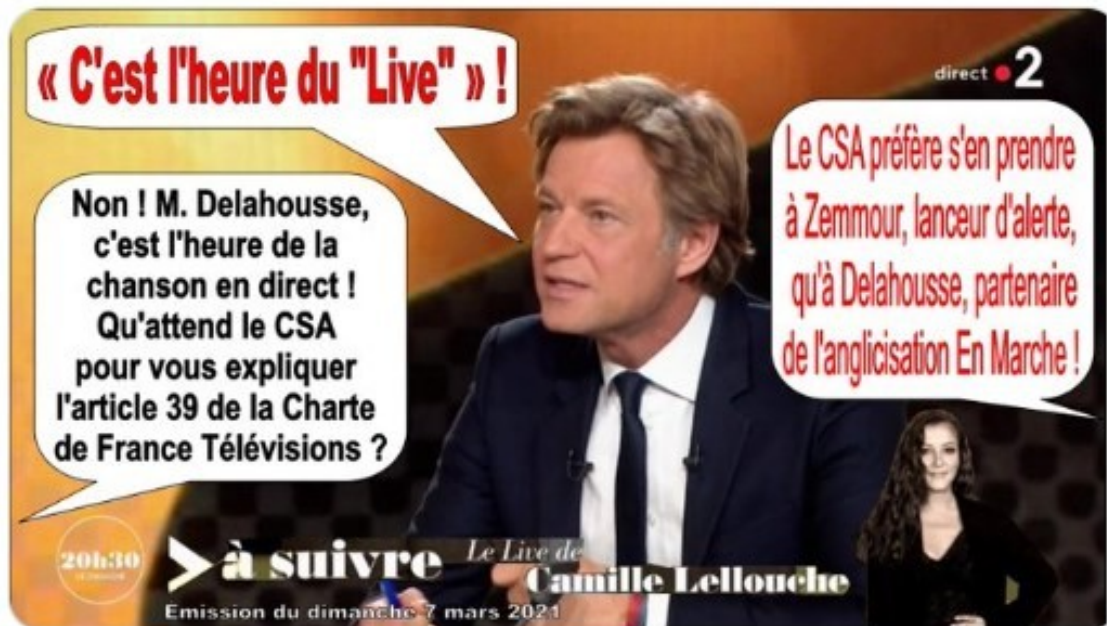 « C'est l'heure du "Live" » !
direct 2
Non ! M. Delahousse,
c'est l'heure de la
chanson en direct !
Qu'attend le CSA
pour vous expliquer
l'article 39 de la Charte
de France Télévisions ?
Le CSA préfère s'en prendre
à Zemmour, lanceur d'alerte,
qu'à Delahousse, partenaire
de l'anglicisation En Marche !
20h30
LE DIMANCHE
à suivre
Le Live de
Camille Lellouche
Emission du dimanche 7 mars 2021